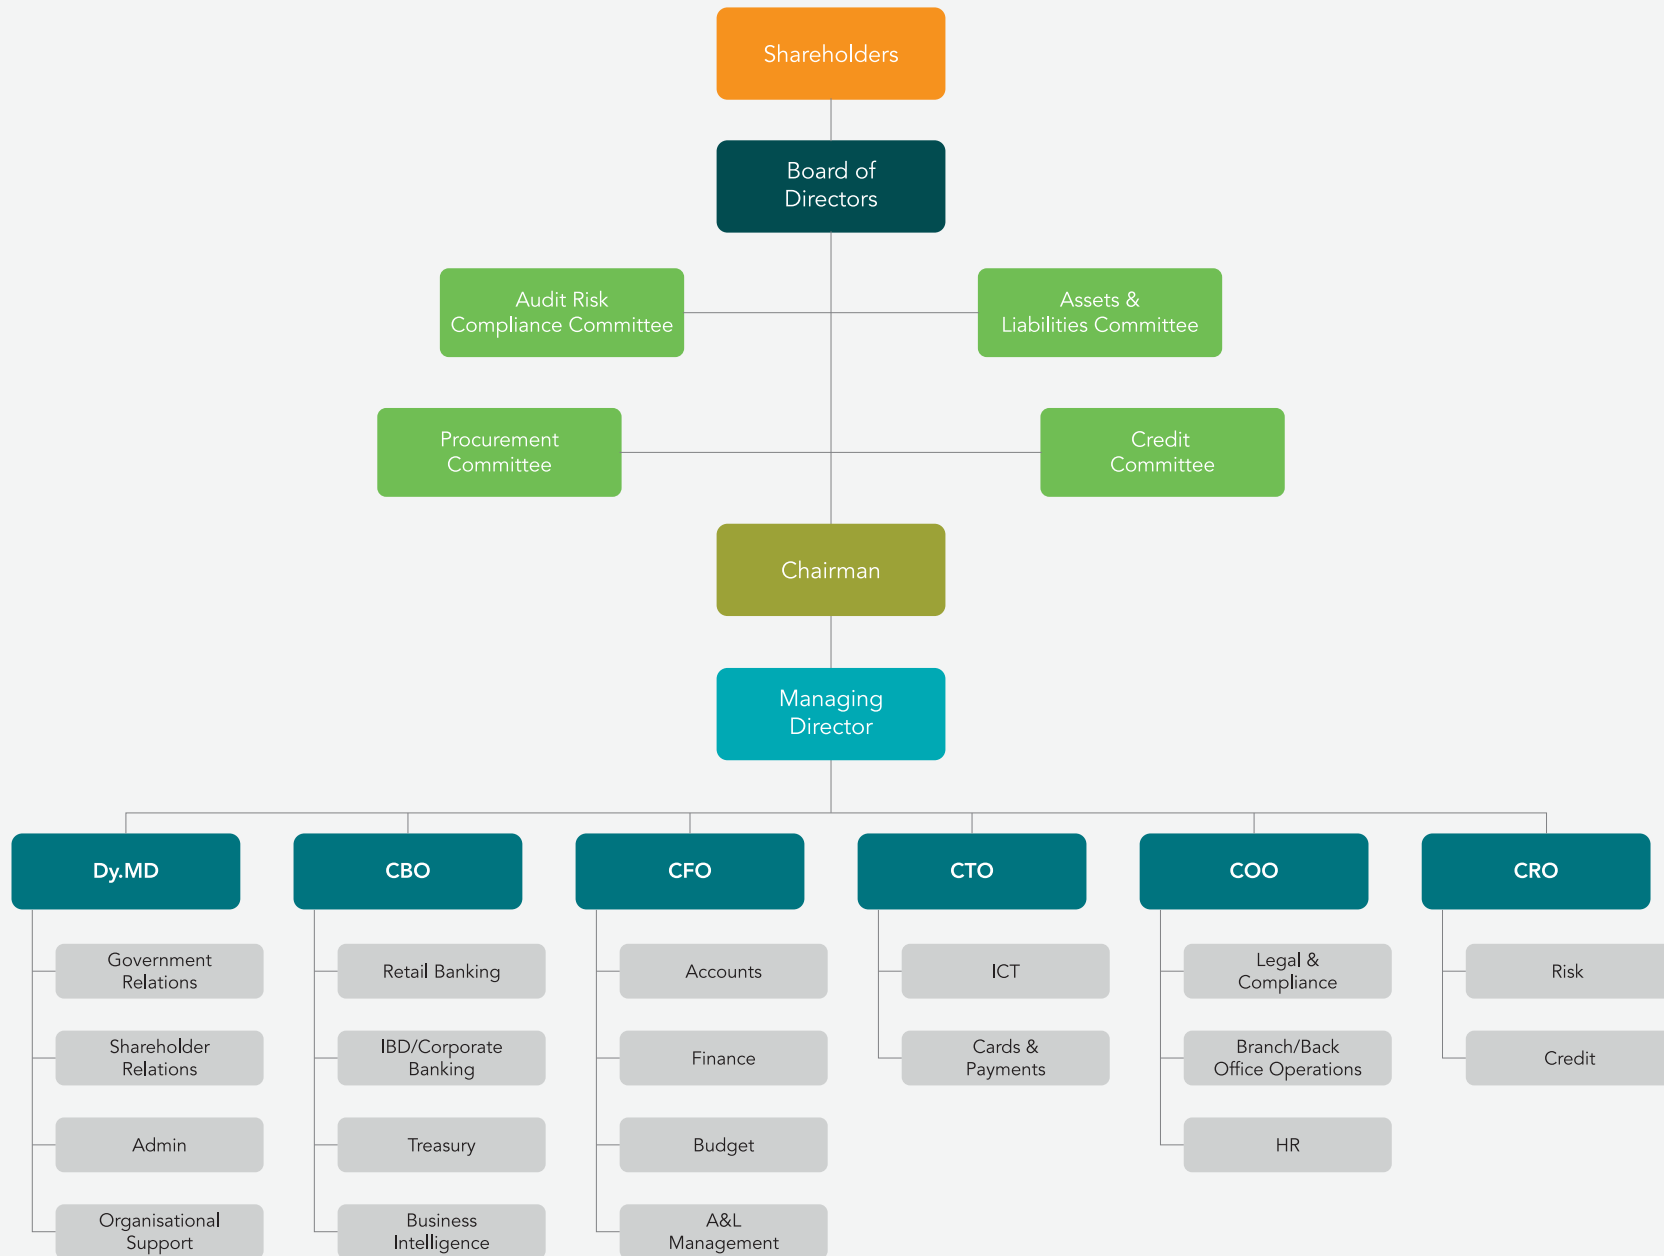 Shareholders
Board of
Directors
Audit Risk
Compliance Committee
Assets &
Liabilities Committee
Procurement
Committee
Credit
Committee
Chairman
Managing
Director
Dy.MD
CBO
CFO
CTO
COO
CRO
Government
Relations
Shareholder
Relations
Admin
Organisational
Support
Retail Banking
IBD/Corporate
Banking
Treasury
Business
Intelligence
Accounts
Finance
Budget
A&L
Management
ICT
Cards &
Payments
Legal &
Compliance
Branch/Back
Office Operations
HR
Risk
Credit